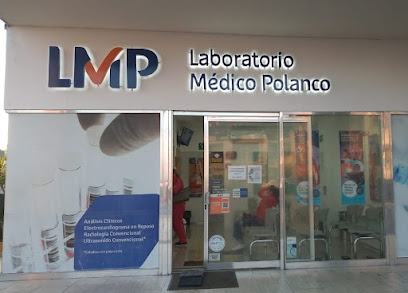 LMP
Laboratorio
Médico Polanco
Análisis Clínicos
Electrocardiograma en Reposo
Radiología Convencional
Ultrasonido Convencional*